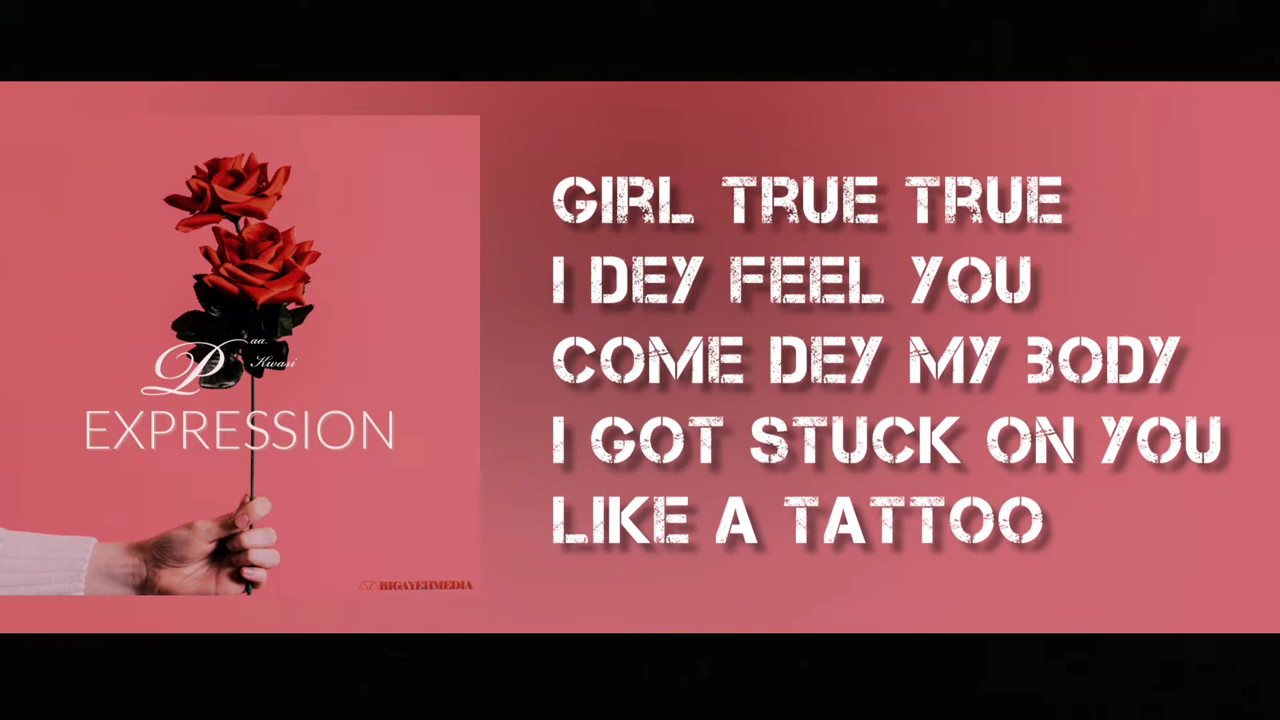 Paa
Kwasi
EXPRESSION
BIGAYEHMEDIA
GIRL TRUE TRUE
I DEY FEEL YOU
COME DEY MY BODY
I GOT STUCK ON YOU
LIKE A TATTOO